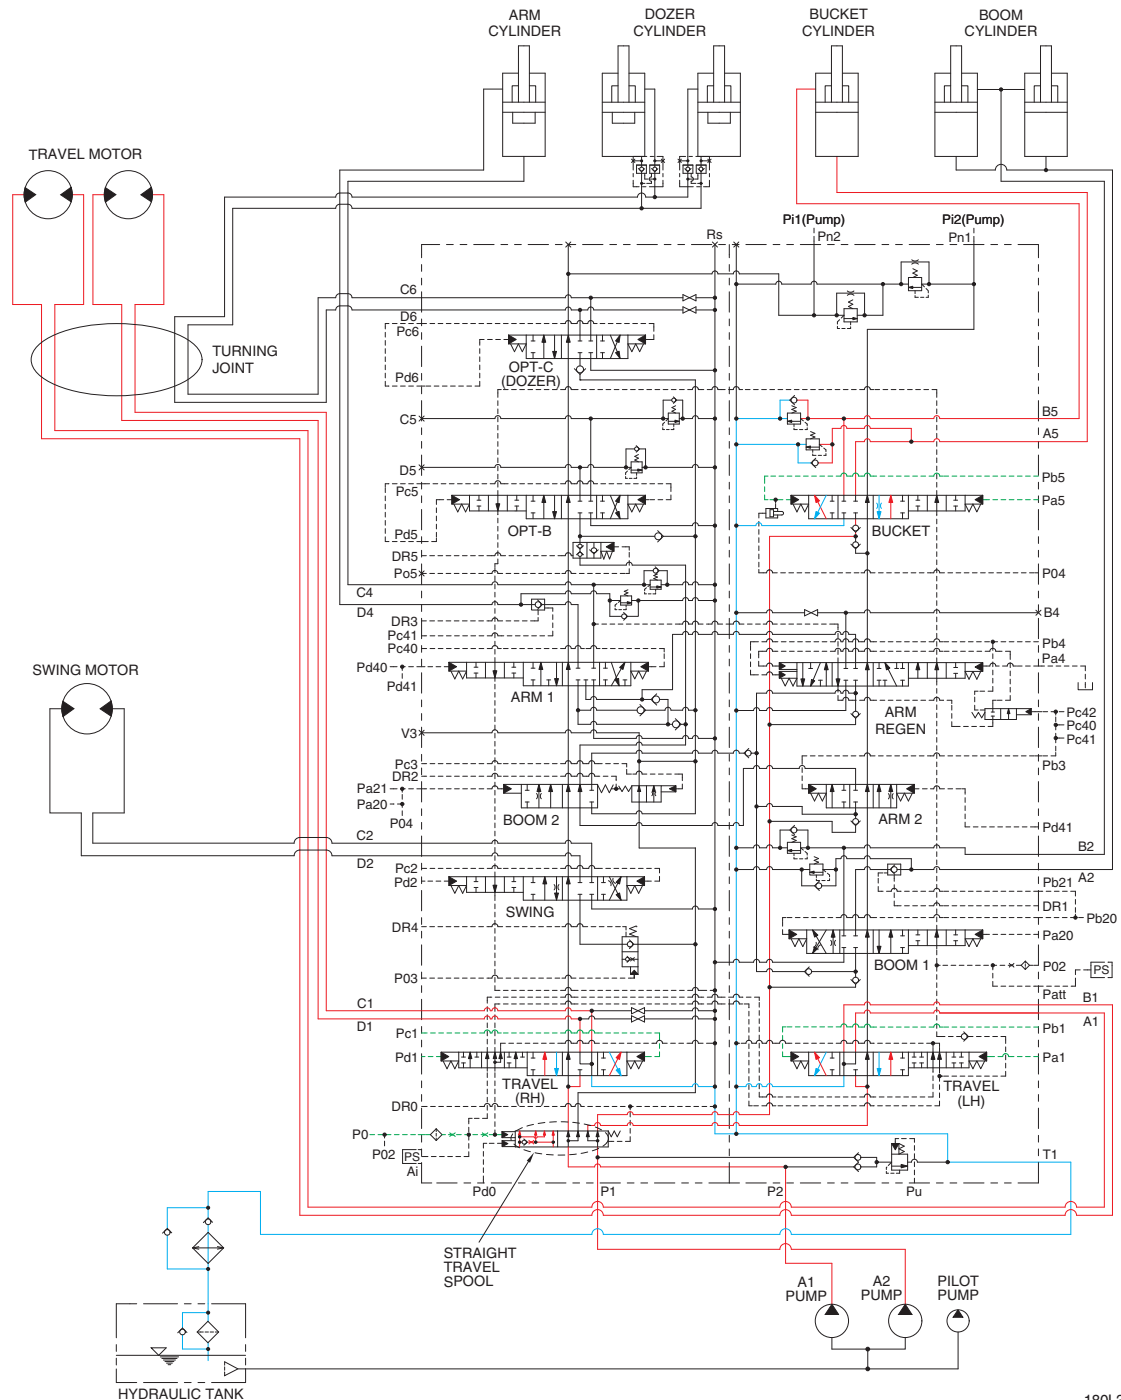 ARM
CYLINDER
DOZER
CYLINDER
BUCKET
CYLINDER
BOOM
CYLINDER
TRAVEL MOTOR
TURNING
JOINT
SWING MOTOR
Rs
Pi1(Pump)
Pn2
Pi2(Pump)
Pn1
C6
D6
Pc6
Pd6
OPT-C
(DOZER)
C5
D5
Pc5
Pd5
OPT-B
DR5
Po5
C4
D4
DR3
Pc41
Pc40
Pd40
Pd41
ARM 1
V3
Pc3
DR2
Pa21
Pa20
P04
BOOM 2
C2
D2
Pc2
Pd2
SWING
DR4
P03
C1
D1
Pc1
Pd1
TRAVEL
(RH)
DR0
P0
P02
PS
Ai
Pd0
P1
P2
Pu
B5
A5
Pb5
Pa5
BUCKET
P04
B4
Pb4
Pa4
ARM
REGEN
Pc42
Pc40
Pc41
Pb3
ARM 2
Pd41
B2
A2
Pb21
DR1
Pb20
Pa20
BOOM 1
P02
PS
Patt
B1
A1
Pb1
Pa1
TRAVEL
(LH)
T1
STRAIGHT
TRAVEL
SPOOL
A1
PUMP
A2
PUMP
PILOT
PUMP
HYDRAULIC TANK